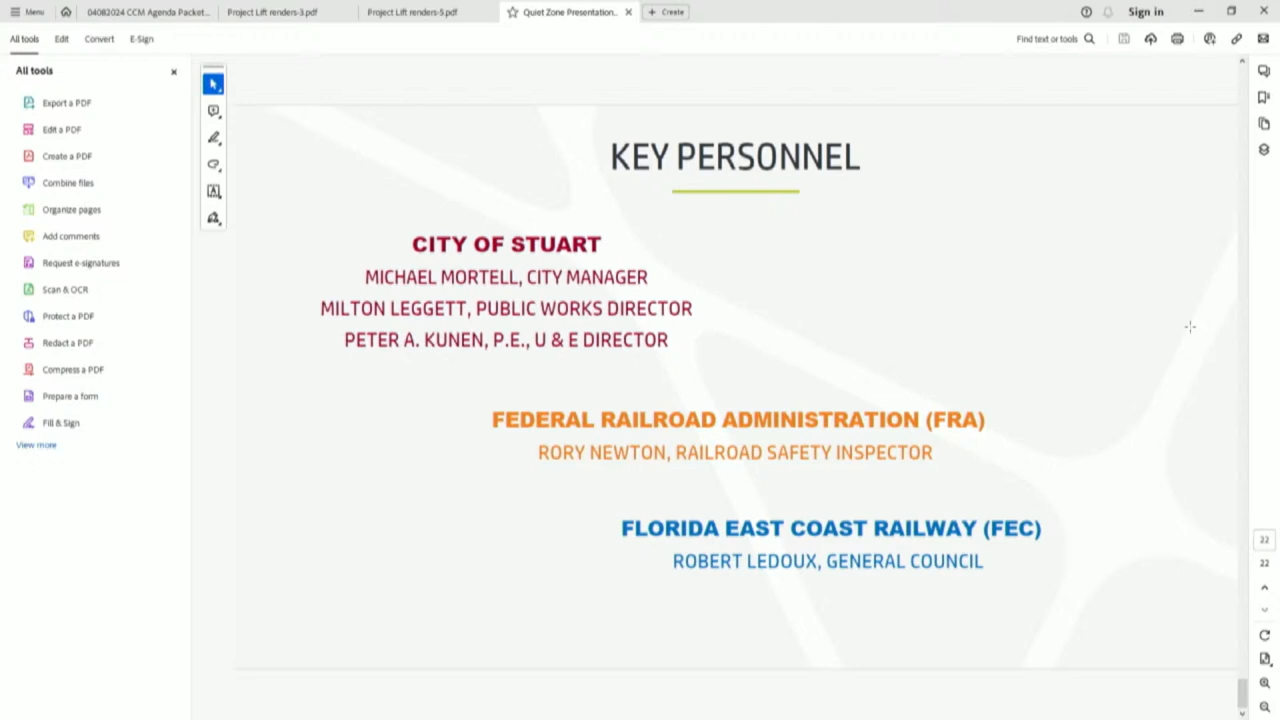 Menu
04082024 CCM Agenda Packet...
Project Lift renders-3.pdf
Project Lift renders-5.pdf
Quiet Zone Presentation...
Create
Sign in
All tools
Edit
Convert
E-Sign
Find text or tools
All tools
Export a PDF
Edit a PDF
Create a PDF
Combine files
Organize pages
Add comments
Request e-signatures
Scan & OCR
Protect a PDF
Redact a PDF
Compress a PDF
Prepare a form
Fill & Sign
View more
KEY PERSONNEL
CITY OF STUART
MICHAEL MORTELL, CITY MANAGER
MILTON LEGGETT, PUBLIC WORKS DIRECTOR
PETER A. KUNEN, P.E., U & E DIRECTOR
FEDERAL RAILROAD ADMINISTRATION (FRA)
RORY NEWTON, RAILROAD SAFETY INSPECTOR
FLORIDA EAST COAST RAILWAY (FEC)
ROBERT LEDOUX, GENERAL COUNCIL
22
22